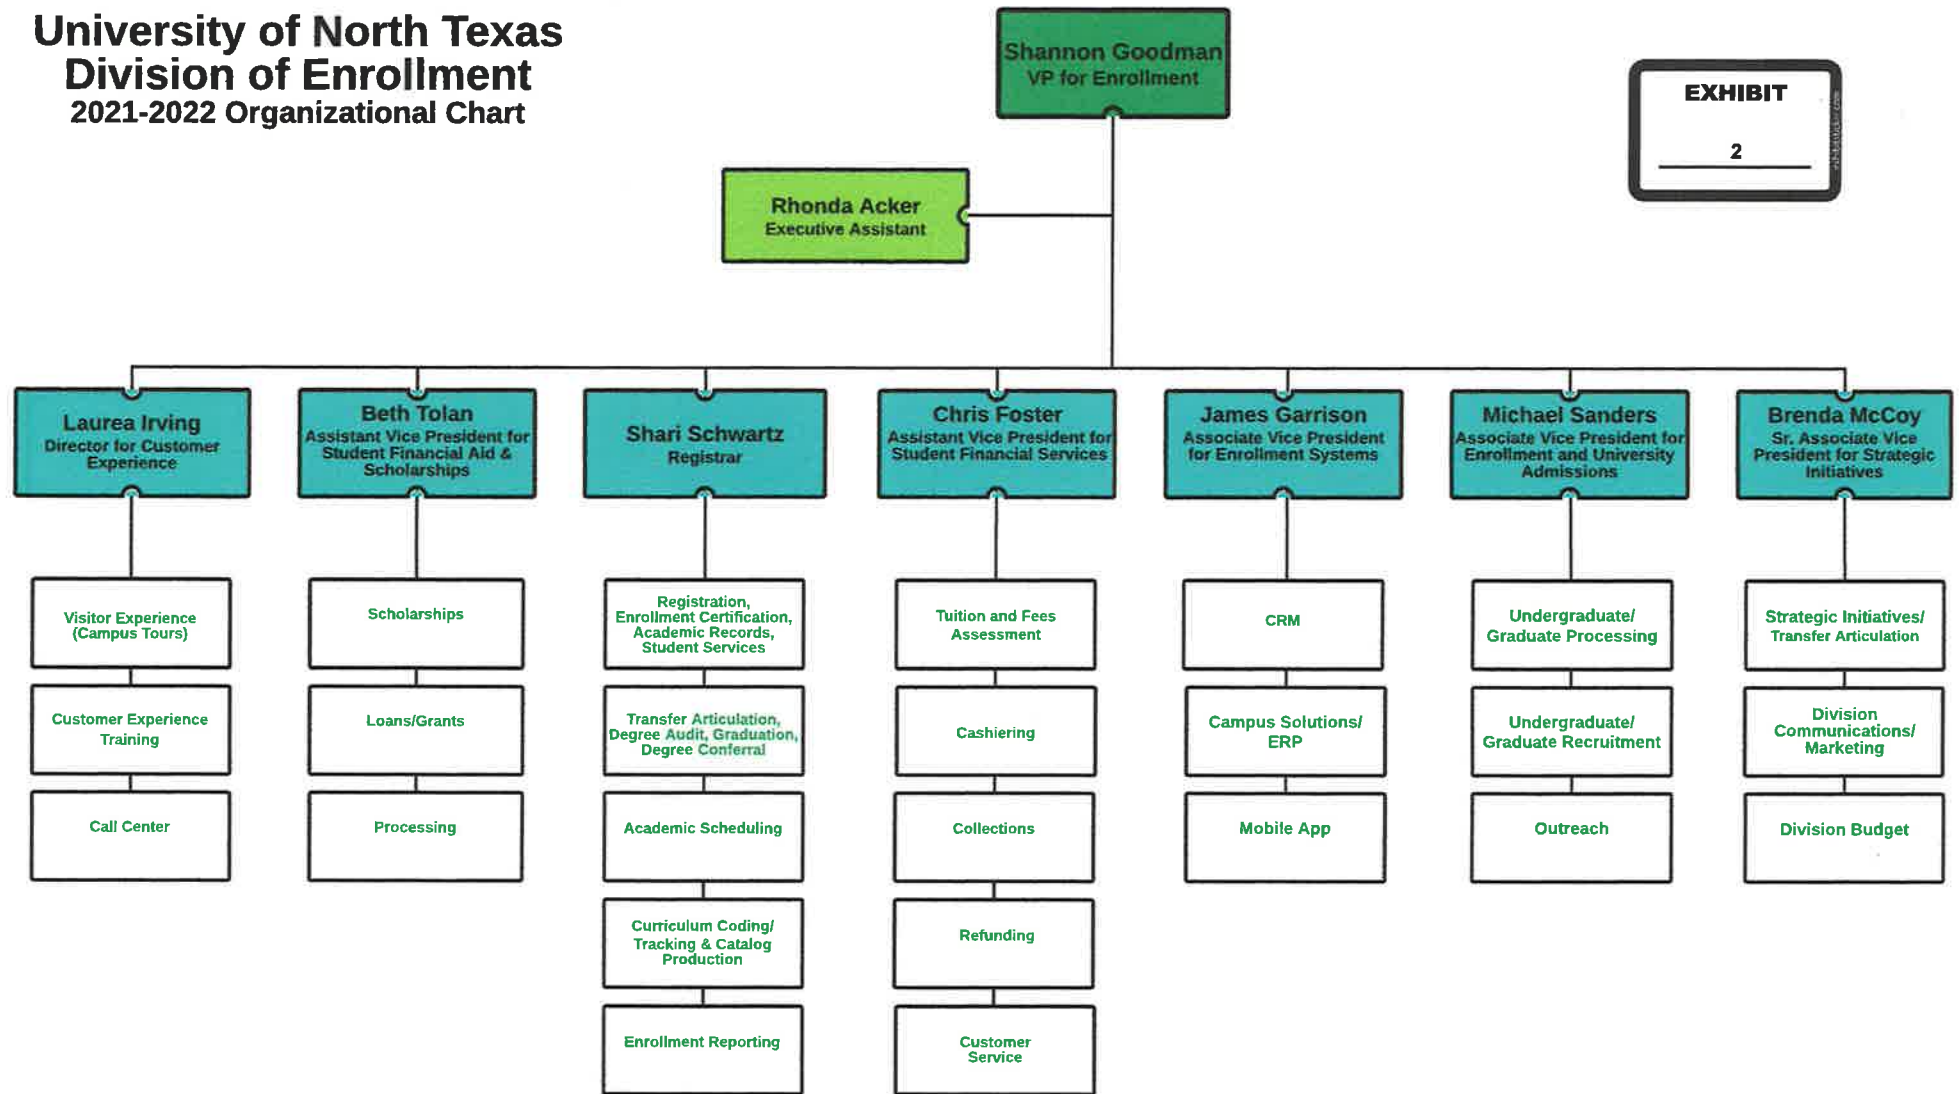 University of North Texas
Division of Enrollment
2021-2022 Organizational Chart
Shannon Goodman
VP for Enrollment
EXHIBIT
2
Rhonda Acker
Executive Assistant
Laurea Irving
Director for Customer
Experience
Beth Tolan
Assistant Vice President for
Student Financial Aid &
Scholarships
Shari Schwartz
Registrar
Chris Foster
Assistant Vice President for
Student Financial Services
James Garrison
Associate Vice President
for Enrollment Systems
Michael Sanders
Associate Vice President for
Enrollment and University
Admissions
Brenda McCoy
Sr. Associate Vice
President for Strategic
Initiatives
Visitor Experience
(Campus Tours)
Customer Experience
Training
Call Center
Scholarships
Loans/Grants
Processing
Registration,
Enrollment Certification,
Academic Records,
Student Services
Transfer Articulation,
Degree Audit, Graduation,
Degree Conferral
Academic Scheduling
Curriculum Coding/
Tracking & Catalog
Production
Enrollment Reporting
Tuition and Fees
Assessment
Cashiering
Collections
Refunding
Customer
Service
CRM
Campus Solutions/
ERP
Mobile App
Undergraduate/
Graduate Processing
Undergraduate/
Graduate Recruitment
Outreach
Strategic Initiatives/
Transfer Articulation
Division
Communications/
Marketing
Division Budget